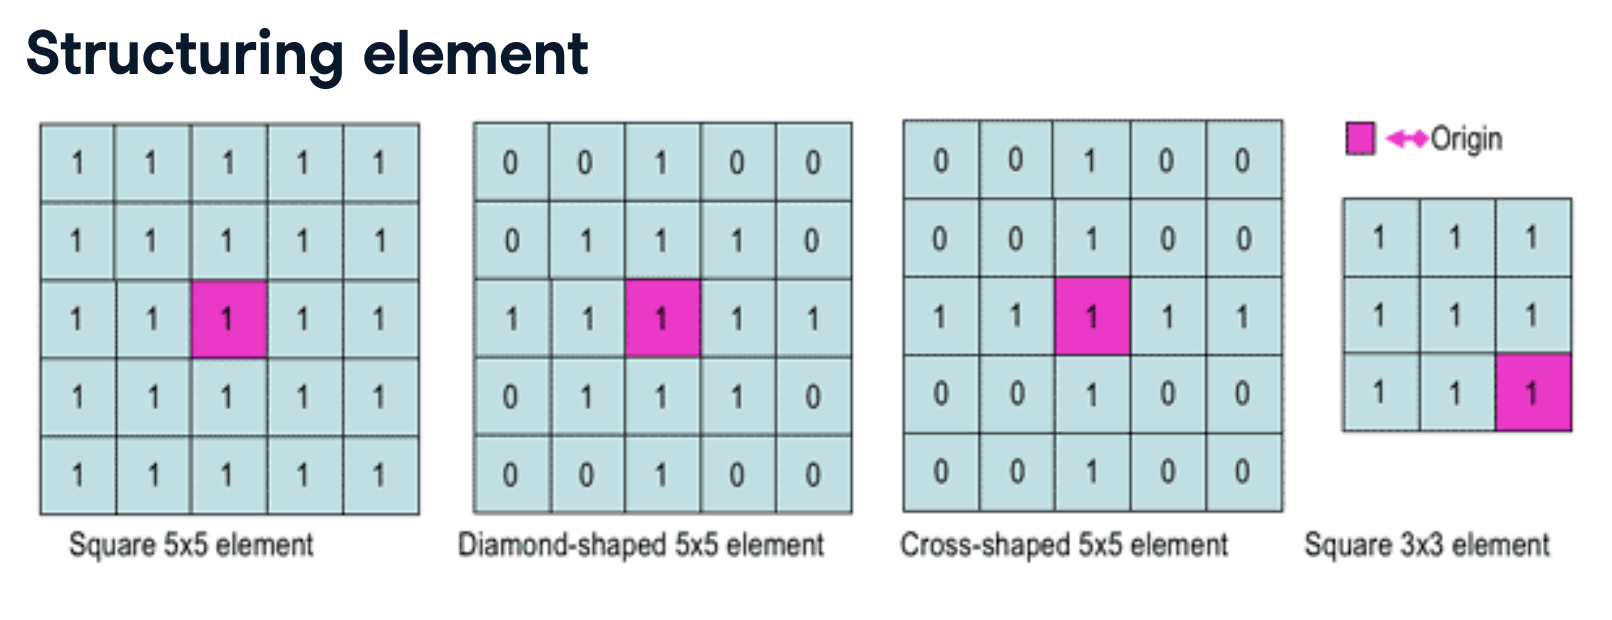 Structuring element
1 1 1 1 1
1 1 1 1 1
1 1 1 1 1
1 1 1 1 1
1 1 1 1 1
Square 5x5 element
0 0 1 0 0
0 1 1 1 0
1 1 1 1 1
0 1 1 1 0
0 0 1 0 0
Diamond-shaped 5x5 element
0 0 1 0 0
0 0 1 0 0
1 1 1 1 1
0 0 1 0 0
0 0 1 0 0
Cross-shaped 5x5 element
Origin
1 1 1
1 1 1
1 1 1
Square 3x3 element